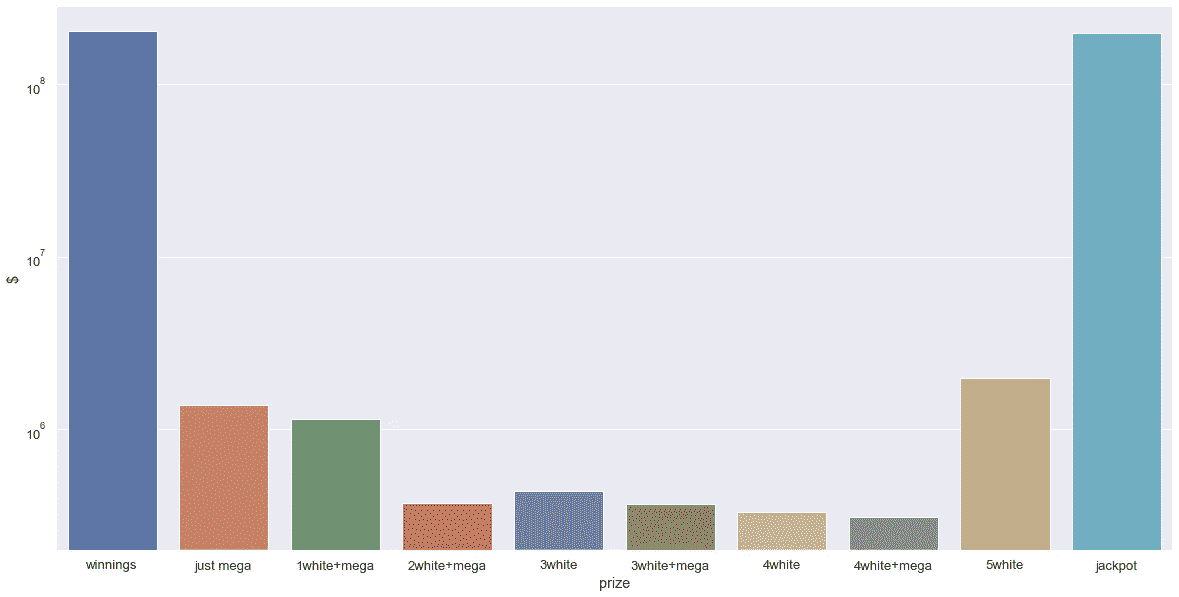 $
10^8
10^7
10^6
winnings just mega 1white+mega 2white+mega 3white 3white+mega 4white 4white+mega 5white jackpot
prize